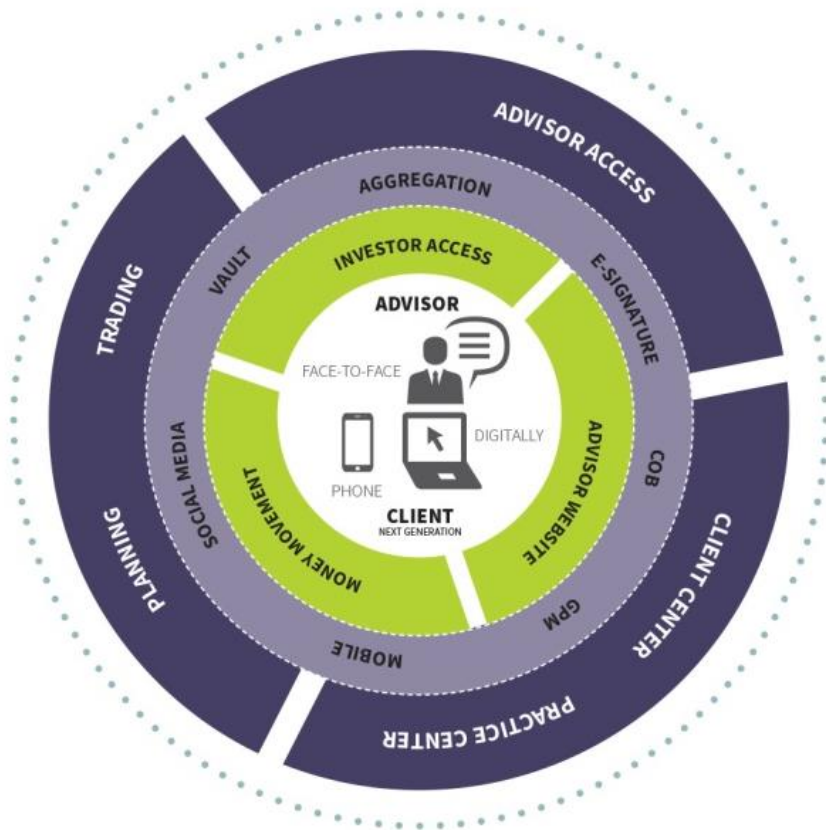 ADVISOR ACCESS
CLIENT CENTER
PRACTICE CENTER
PLANNING
TRADING
AGGREGATION
E-SIGNATURE
COB
GPM
MOBILE
SOCIAL MEDIA
VAULT
INVESTOR ACCESS
ADVISOR WEBSITE
MONEY MOVEMENT
ADVISOR
FACE-TO-FACE
DIGITALLY
PHONE
CLIENT
NEXT GENERATION